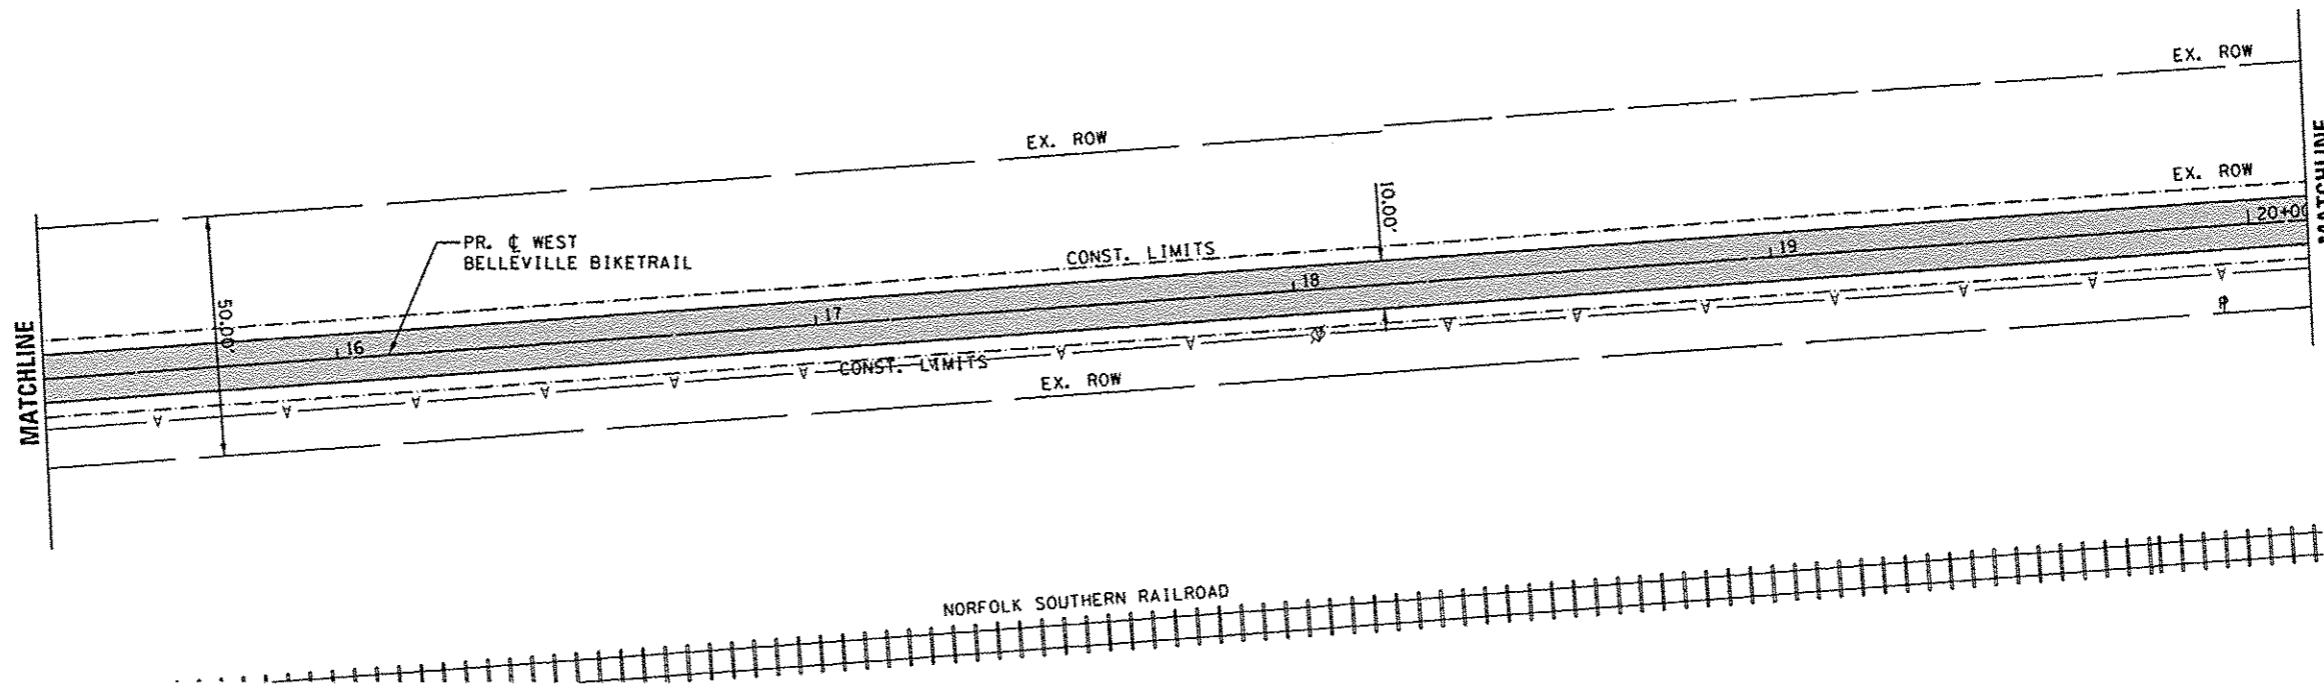 EX. ROW
EX. ROW
EX. ROW
10.00'
PR. ℄ WEST
BELLEVILLE BIKETRAIL
CONST. LIMITS
50.00'
16
17
18
19
20+00
CONST. LIMITS
EX. ROW
MATCHLINE
MATCHLINE
NORFOLK SOUTHERN RAILROAD